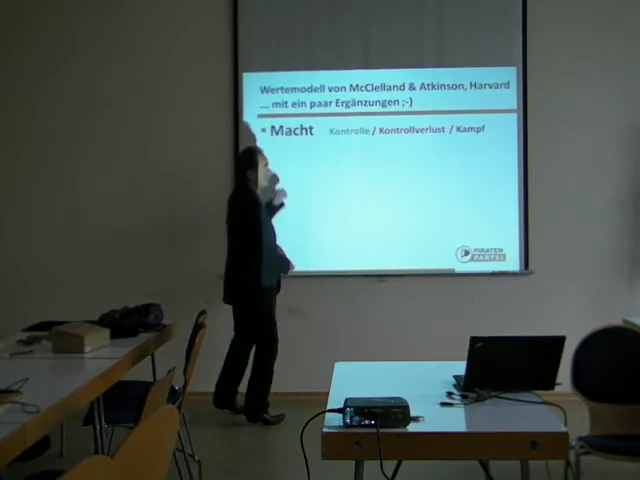 Wertemodell von McClelland & Atkinson, Harvard
... mit ein paar Ergänzungen ;-)
▪ Macht Kontrolle / Kontrollverlust / Kampf
PIRATEN
PARTEI